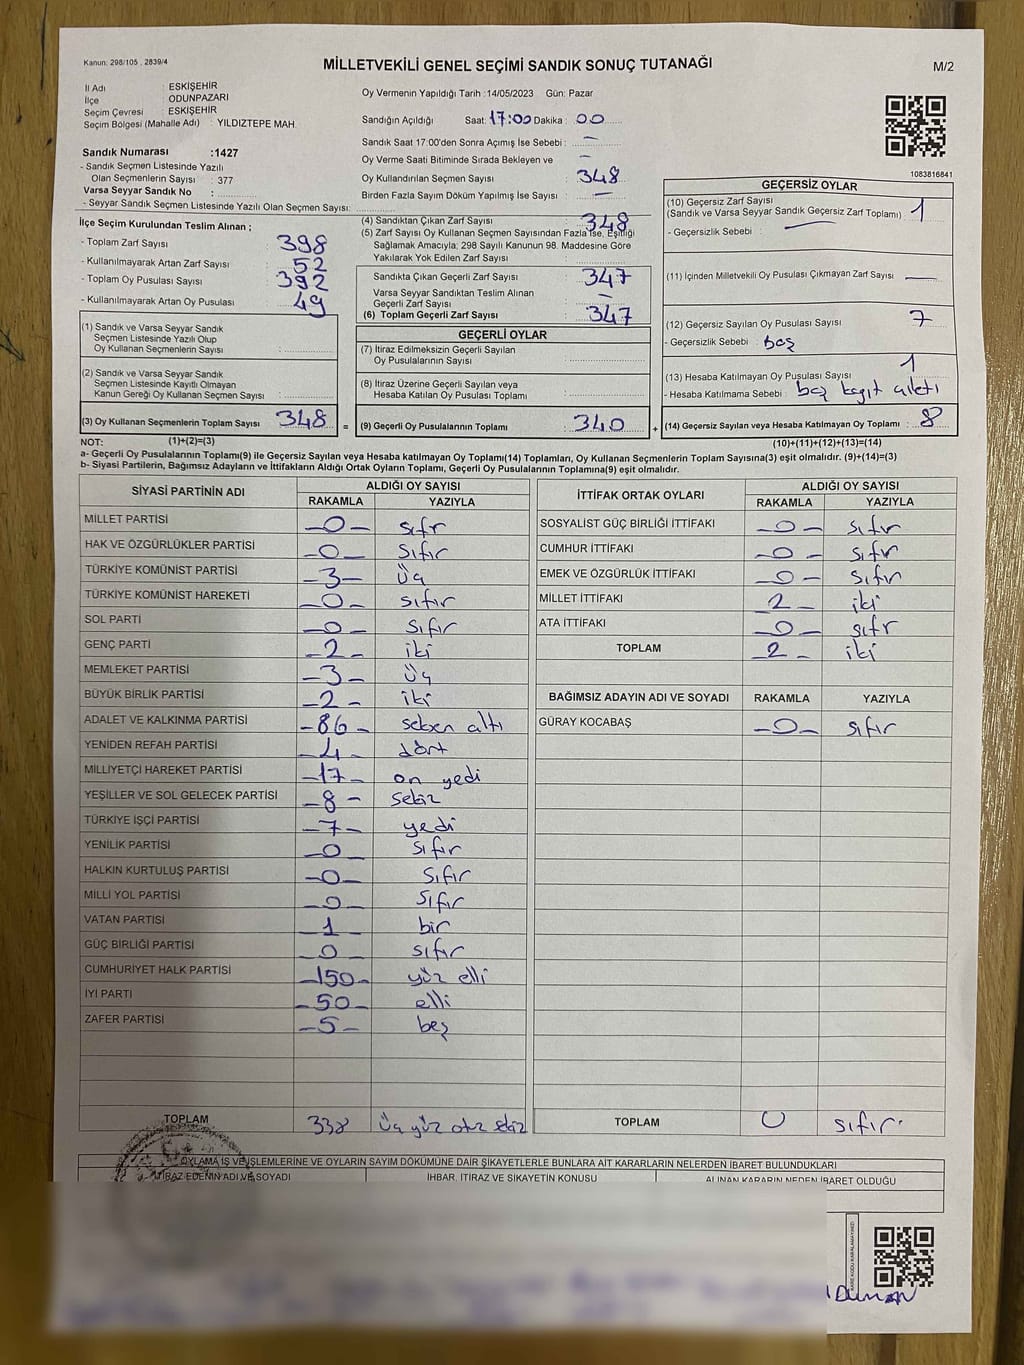 Kanun: 298/105 , 2839/4
MİLLETVEKİLİ GENEL SEÇİMİ SANDIK SONUÇ TUTANAĞI
M/2
İl Adı : ESKİŞEHİR
İlçe : ODUNPAZARI
Seçim Çevresi : ESKİŞEHİR
Seçim Bölgesi (Mahalle Adı) : YILDIZTEPE MAH.
Oy Vermenin Yapıldığı Tarih :14/05/2023 Gün: Pazar
Sandığın Açıldığı Saat: 17:00 Dakika : 00
Sandık Saat 17:00'den Sonra Açımış İse Sebebi : —
Oy Verme Saati Bitiminde Sırada Bekleyen ve
Oy Kullandırılan Seçmen Sayısı : 348
Birden Fazla Sayım Döküm Yapılmış İse Sayısı : —
1083816841
Sandık Numarası :1427
- Sandık Seçmen Listesinde Yazılı
Olan Seçmenlerin Sayısı : 377
Varsa Seyyar Sandık No :
- Seyyar Sandık Seçmen Listesinde Yazılı Olan Seçmen Sayısı:
İlçe Seçim Kurulundan Teslim Alınan ;
- Toplam Zarf Sayısı : 398
- Kullanılmayarak Artan Zarf Sayısı : 52
- Toplam Oy Pusulası Sayısı : 392
- Kullanılmayarak Artan Oy Pusulası : 49
(4) Sandıktan Çıkan Zarf Sayısı : 348
(5) Zarf Sayısı Oy Kullanan Seçmen Sayısından Fazla İse, Eşitliği
Sağlamak Amacıyla; 298 Sayılı Kanunun 98. Maddesine Göre
Yakılarak Yok Edilen Zarf Sayısı :
Sandıkta Çıkan Geçerli Zarf Sayısı : 347
Varsa Seyyar Sandıktan Teslim Alınan
Geçerli Zarf Sayısı : —
(6) Toplam Geçerli Zarf Sayısı : 347
GEÇERSİZ OYLAR
(10) Geçersiz Zarf Sayısı
(Sandık ve Varsa Seyyar Sandık Geçersiz Zarf Toplamı) : 1
- Geçersizlik Sebebi : —
(11) İçinden Milletvekili Oy Pusulası Çıkmayan Zarf Sayısı : —
(12) Geçersiz Sayılan Oy Pusulası Sayısı : 7
- Geçersizlik Sebebi : boş
(13) Hesaba Katılmayan Oy Pusulası Sayısı : 1
- Hesaba Katılmama Sebebi : boş kağıt
(14) Geçersiz Sayılan veya Hesaba Katılmayan Oy Toplamı : 8
(1) Sandık ve Varsa Seyyar Sandık
Seçmen Listesinde Yazılı Olup
Oy Kullanan Seçmenlerin Sayısı :
(2) Sandık ve Varsa Seyyar Sandık
Seçmen Listesinde Kayıtlı Olmayan
Kanun Gereği Oy Kullanan Seçmen Sayısı :
(3) Oy Kullanan Seçmenlerin Toplam Sayısı : 348 =
GEÇERLİ OYLAR
(7) İtiraz Edilmeksizin Geçerli Sayılan
Oy Pusulalarının Sayısı :
(8) İtiraz Üzerine Geçerli Sayılan veya
Hesaba Katılan Oy Pusulası Toplamı :
(9) Geçerli Oy Pusulalarının Toplamı : 340 +
NOT: (1)+(2)=(3) (10)+(11)+(12)+(13)=(14)
a- Geçerli Oy Pusulalarının Toplamı(9) ile Geçersiz Sayılan veya Hesaba Katılmayan Oy Toplamı(14) Toplamları, Oy Kullanan Seçmenlerin Toplam Sayısına(3) eşit olmalıdır. (9)+(14)=(3)
b- Siyasi Partilerin, Bağımsız Adayların ve İttifakların Aldığı Ortak Oyların Toplamı, Geçerli Oy Pusulalarının Toplamına(9) eşit olmalıdır.
SİYASİ PARTİNİN ADI ALDIĞI OY SAYISI
RAKAMLA YAZIYLA
MİLLET PARTİSİ —0— sıfır
HAK VE ÖZGÜRLÜKLER PARTİSİ —0— sıfır
TÜRKİYE KOMÜNİST PARTİSİ —3— üç
TÜRKİYE KOMÜNİST HAREKETİ —0— sıfır
SOL PARTİ —0— sıfır
GENÇ PARTİ —2— iki
MEMLEKET PARTİSİ —3— üç
BÜYÜK BİRLİK PARTİSİ —2— iki
ADALET VE KALKINMA PARTİSİ —86— seksen altı
YENİDEN REFAH PARTİSİ —4— dört
MİLLİYETÇİ HAREKET PARTİSİ —17— on yedi
YEŞİLLER VE SOL GELECEK PARTİSİ —8— sekiz
TÜRKİYE İŞÇİ PARTİSİ —7— yedi
YENİLİK PARTİSİ —0— sıfır
HALKIN KURTULUŞ PARTİSİ —0— sıfır
MİLLİ YOL PARTİSİ —0— sıfır
VATAN PARTİSİ —1— bir
GÜÇ BİRLİĞİ PARTİSİ —0— sıfır
CUMHURİYET HALK PARTİSİ —150— yüz elli
İYİ PARTİ —50— elli
ZAFER PARTİSİ —5— beş
TOPLAM 338 üç yüz otuz sekiz
İTTİFAK ORTAK OYLARI ALDIĞI OY SAYISI
RAKAMLA YAZIYLA
SOSYALİST GÜÇ BİRLİĞİ İTTİFAKI —0— sıfır
CUMHUR İTTİFAKI —0— sıfır
EMEK VE ÖZGÜRLÜK İTTİFAKI —0— sıfır
MİLLET İTTİFAKI 2— iki
ATA İTTİFAKI —0— sıfır
TOPLAM —2— iki
BAĞIMSIZ ADAYIN ADI VE SOYADI RAKAMLA YAZIYLA
GÜRAY KOCABAŞ —0— sıfır
TOPLAM 0 sıfır
OYLAMA İŞ VE İŞLEMLERİNE VE OYLARIN SAYIM DÖKÜMÜNE DAİR ŞİKAYETLERLE BUNLARA AİT KARARLARIN NELERDEN İBARET BULUNDUKLARI
İTİRAZ EDENİN ADI VE SOYADI İHBAR, İTİRAZ VE ŞİKAYETİN KONUSU ALINAN KARARIN NEDEN İBARET OLDUĞU
DUMAN